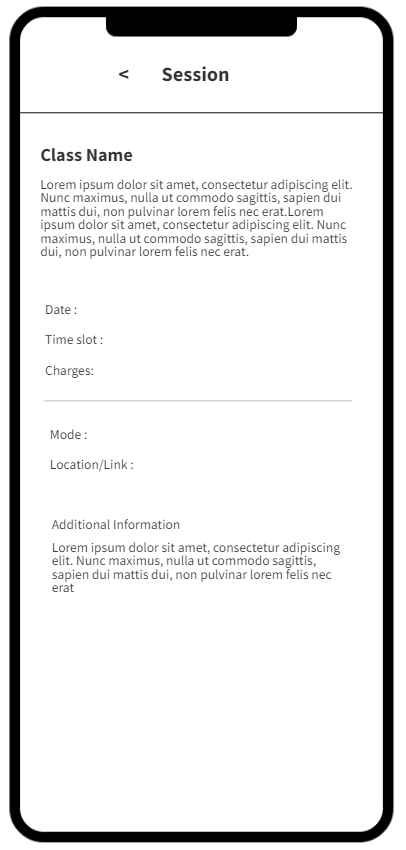 < Session
Class Name
Lorem ipsum dolor sit amet, consectetur adipiscing elit.
Nunc maximus, nulla ut commodo sagittis, sapien dui
mattis dui, non pulvinar lorem felis nec erat.Lorem
ipsum dolor sit amet, consectetur adipiscing elit. Nunc
maximus, nulla ut commodo sagittis, sapien dui mattis
dui, non pulvinar lorem felis nec erat.
Date :
Time slot :
Charges:
Mode :
Location/Link :
Additional Information
Lorem ipsum dolor sit amet, consectetur adipiscing
elit. Nunc maximus, nulla ut commodo sagittis,
sapien dui mattis dui, non pulvinar lorem felis nec
erat